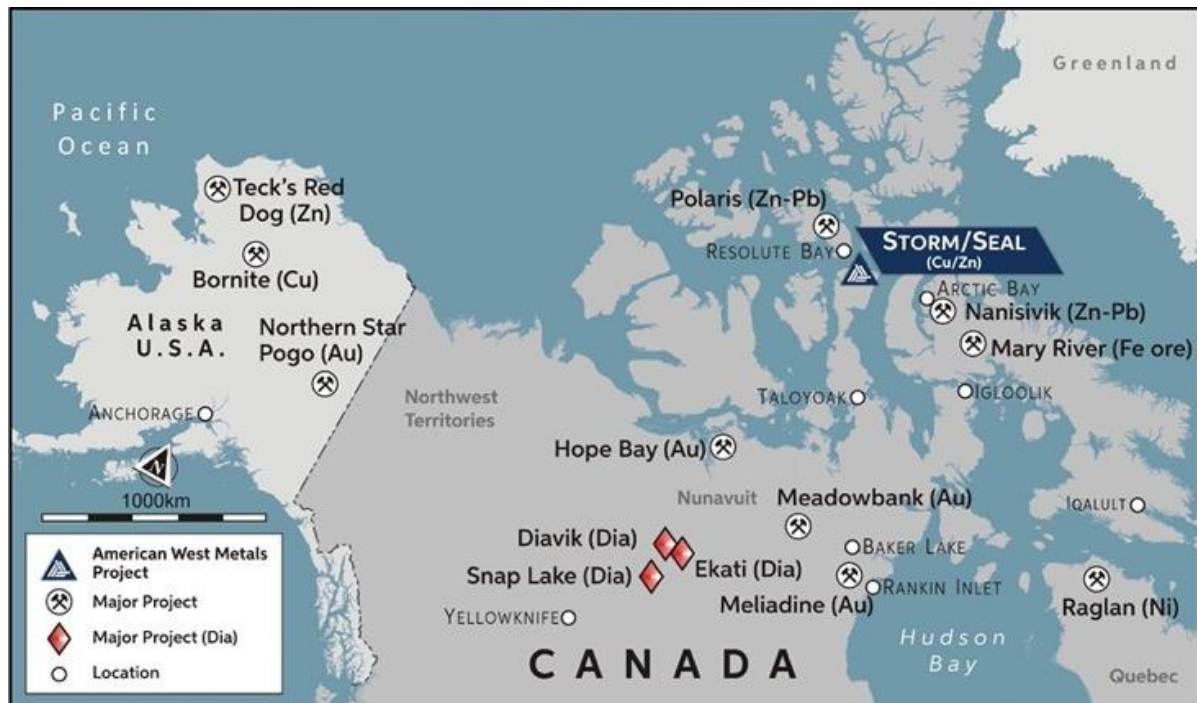 Pacific
Ocean
Greenland
Teck's Red
Dog (Zn)
Bornite (Cu)
Alaska
U.S.A.
Northern Star
Pogo (Au)
ANCHORAGE
Northwest
Territories
Polaris (Zn-Pb)
RESOLUTE BAY
STORM/SEAL
(Cu/Zn)
ARCTIC BAY
Nanisivik (Zn-Pb)
Mary River (Fe ore)
TALOYOAK
IGLOOLIK
Hope Bay (Au)
Nunavuit
Meadowbank (Au)
IQALULT
Diavik (Dia)
Ekati (Dia)
Snap Lake (Dia)
BAKER LAKE
Meliadine (Au)
RANKIN INLET
Raglan (Ni)
YELLOWKNIFE
Hudson
Bay
CANADA
Quebec
N
1000km
American West Metals
Project
Major Project
Major Project (Dia)
Location